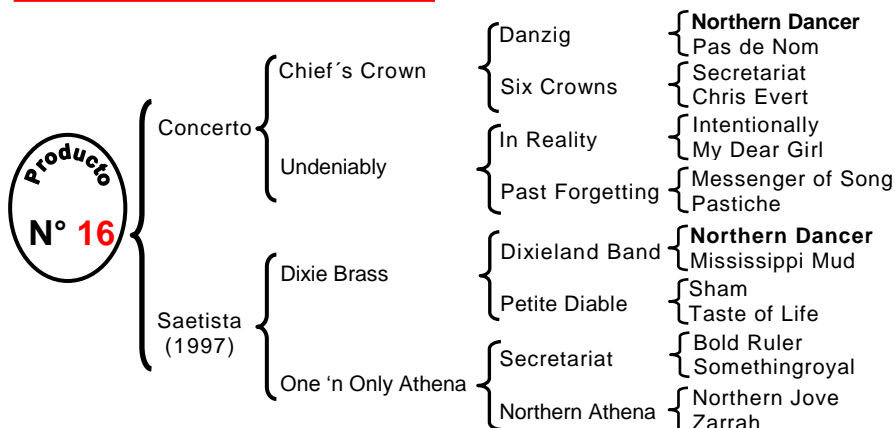 Producto
N° 16
Concerto
Saetista
(1997)
Chief´s Crown
Undeniably
Dixie Brass
One ‘n Only Athena
Danzig
Six Crowns
In Reality
Past Forgetting
Dixieland Band
Petite Diable
Secretariat
Northern Athena
Northern Dancer
Pas de Nom
Secretariat
Chris Evert
Intentionally
My Dear Girl
Messenger of Song
Pastiche
Northern Dancer
Mississippi Mud
Sham
Taste of Life
Bold Ruler
Somethingroyal
Northern Jove
Zarrah